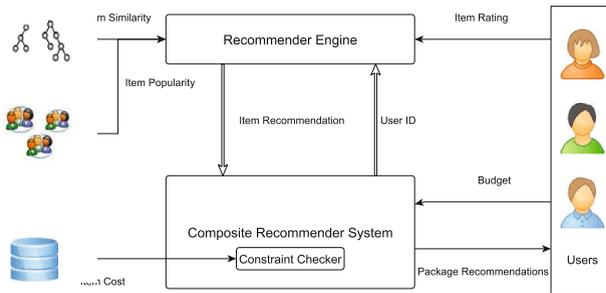 m Similarity
Recommender Engine
Item Rating
Item Popularity
Item Recommendation
User ID
Budget
Composite Recommender System
Constraint Checker
Users
Package Recommendations
Cost